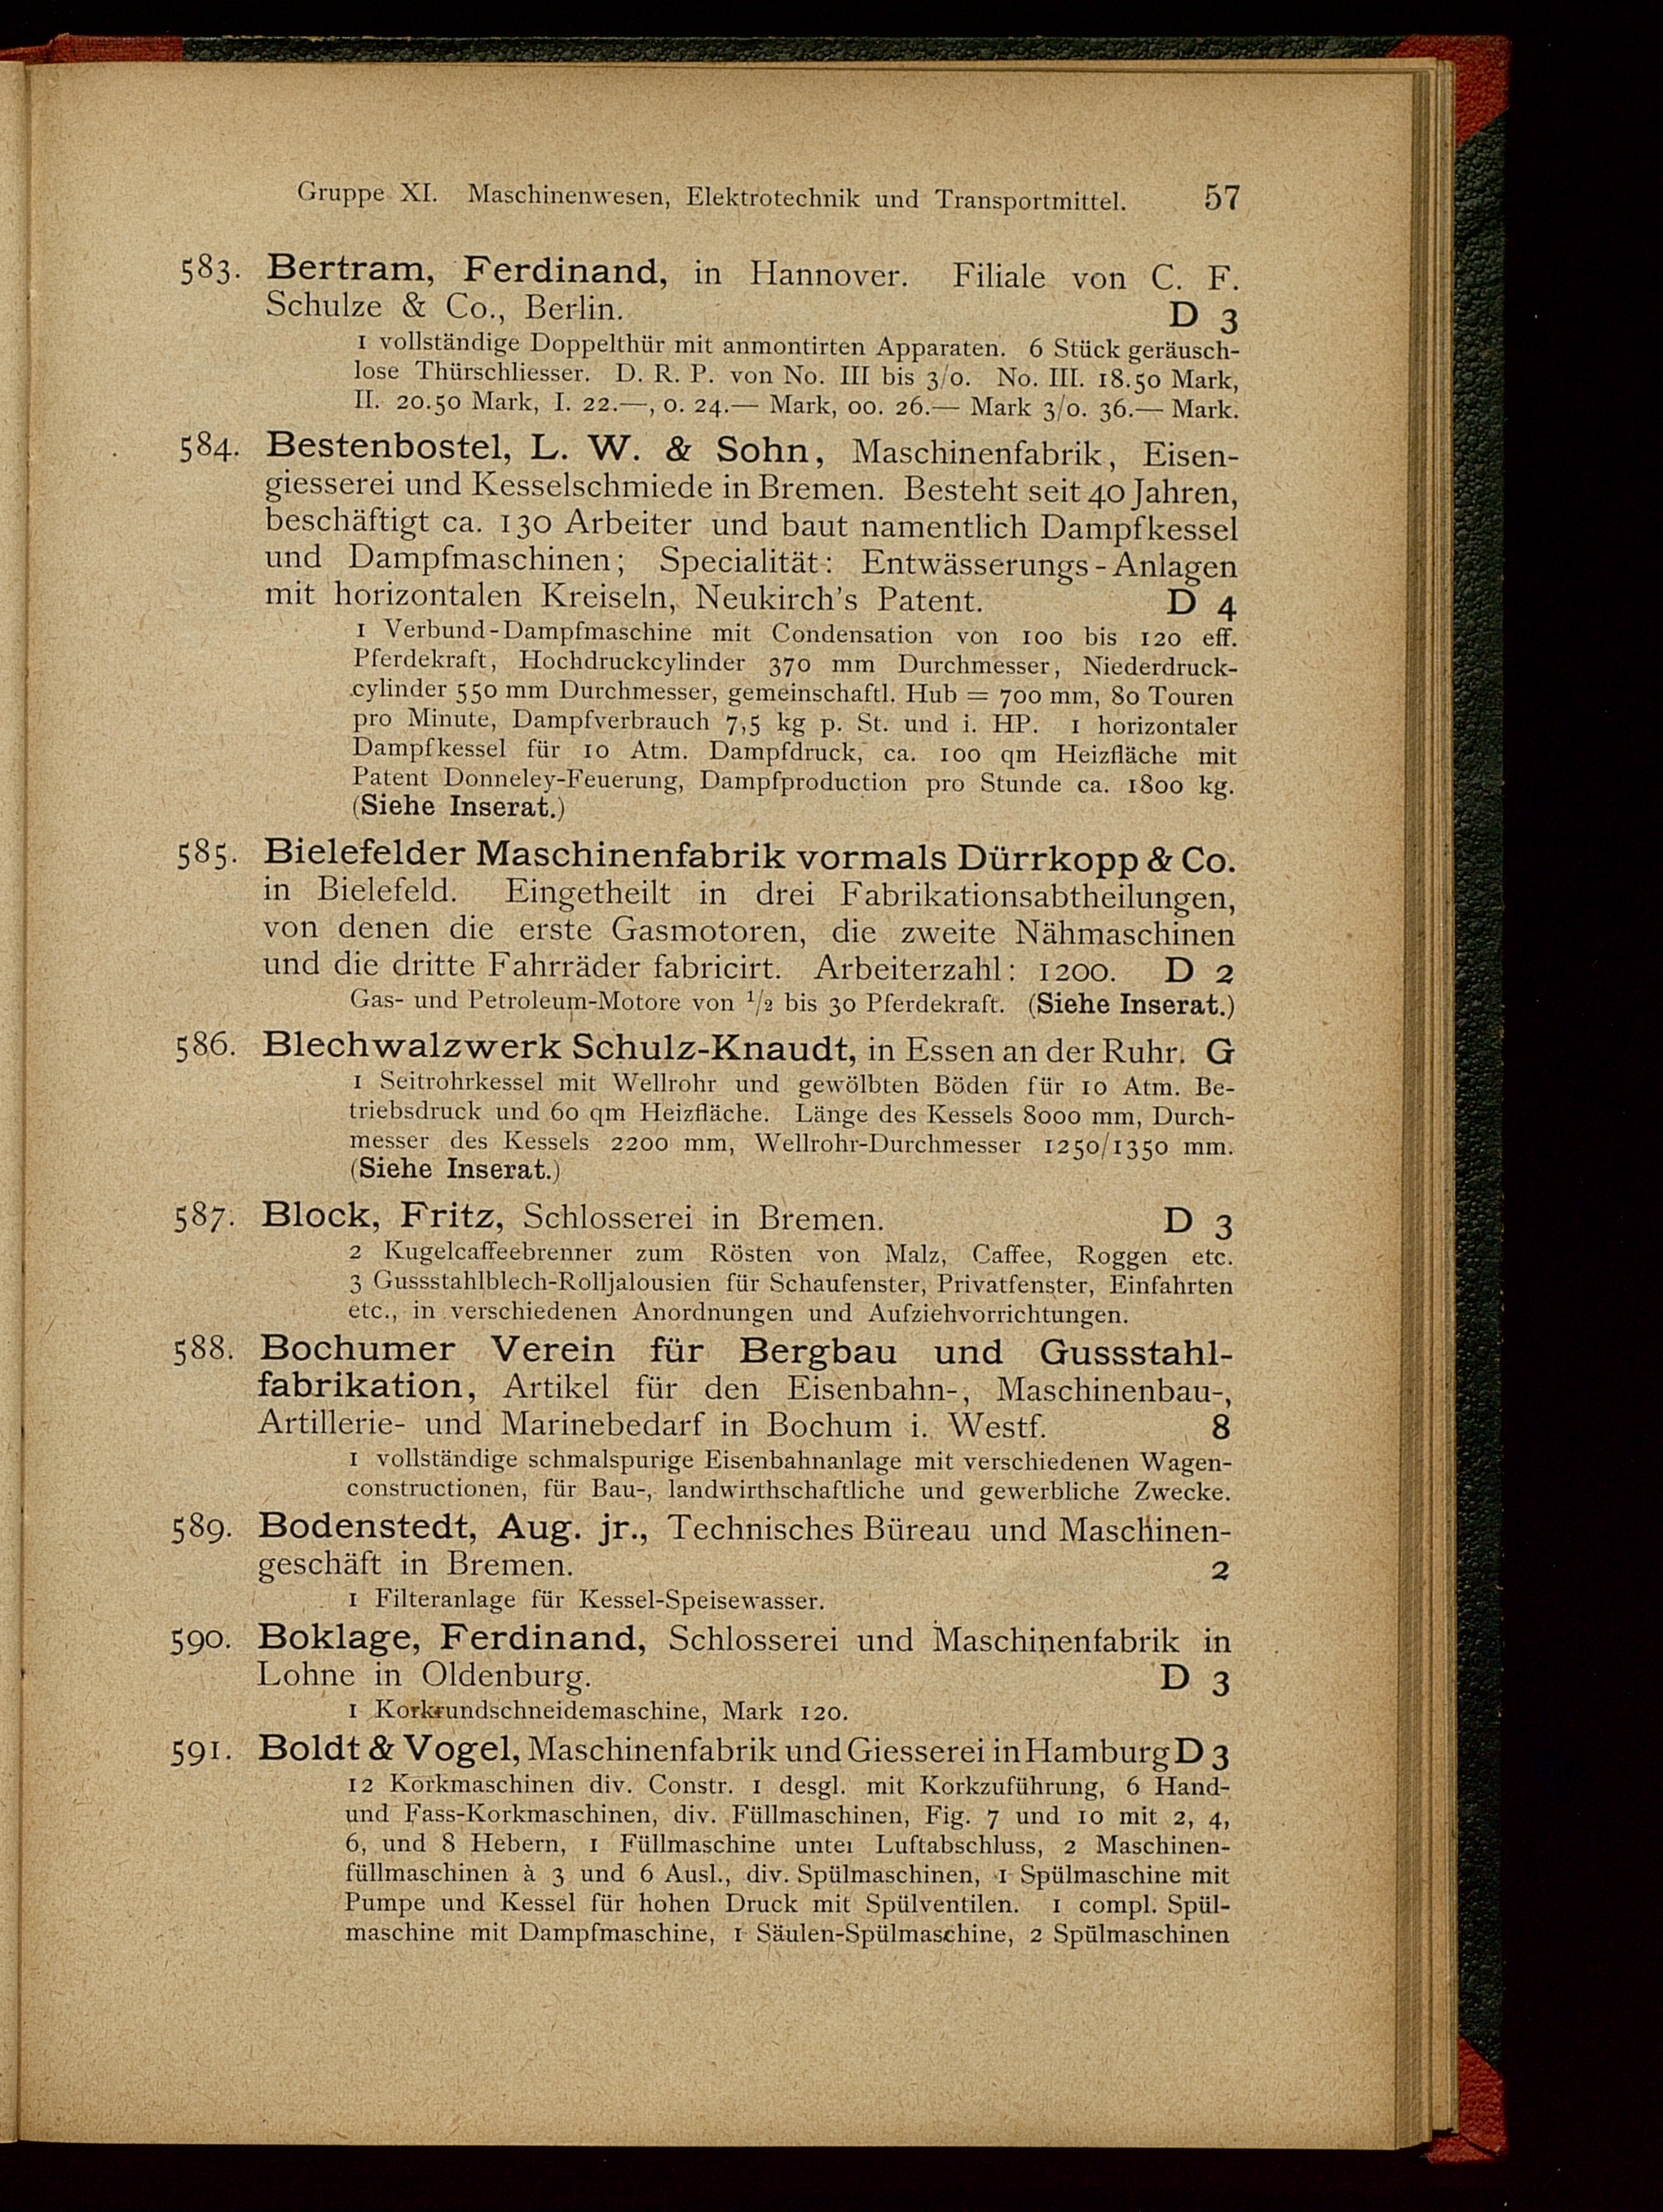 Gruppe XI. Maschinenwesen, Elektrotechnik und Transportmittel. 57
583. Bertram, Ferdinand, in Hannover. Filiale von C. F.
Schulze & Co., Berlin. D 3
1 vollständige Doppelthür mit anmontirten Apparaten. 6 Stück geräusch-
lose Thürschliesser. D. R. P. von No. III bis 3/0. No. III. 18.50 Mark,
II. 20.50 Mark, I. 22.—, 0. 24.— Mark, 00. 26.— Mark 3/0. 36.— Mark.
584. Bestenbostel, L. W. & Sohn, Maschinenfabrik, Eisen-
giesserei und Kesselschmiede in Bremen. Besteht seit 40 Jahren,
beschäftigt ca. 130 Arbeiter und baut namentlich Dampfkessel
und Dampfmaschinen; Specialität: Entwässerungs-Anlagen
mit horizontalen Kreiseln, Neukirch's Patent. D 4
1 Verbund-Dampfmaschine mit Condensation von 100 bis 120 eff.
Pferdekraft, Hochdruckcylinder 370 mm Durchmesser, Niederdruck-
cylinder 550 mm Durchmesser, gemeinschaftl. Hub = 700 mm, 80 Touren
pro Minute, Dampfverbrauch 7,5 kg p. St. und i. HP. 1 horizontaler
Dampfkessel für 10 Atm. Dampfdruck, ca. 100 qm Heizfläche mit
Patent Donneley-Feuerung, Dampfproduction pro Stunde ca. 1800 kg.
(Siehe Inserat.)
585. Bielefelder Maschinenfabrik vormals Dürrkopp & Co.
in Bielefeld. Eingetheilt in drei Fabrikationsabtheilungen,
von denen die erste Gasmotoren, die zweite Nähmaschinen
und die dritte Fahrräder fabricirt. Arbeiterzahl: 1200. D 2
Gas- und Petroleum-Motore von 1/2 bis 30 Pferdekraft. (Siehe Inserat.)
586. Blechwalzwerk Schulz-Knaudt, in Essen an der Ruhr. G
1 Seitrohrkessel mit Wellrohr und gewölbten Böden für 10 Atm. Be-
triebsdruck und 60 qm Heizfläche. Länge des Kessels 8000 mm, Durch-
messer des Kessels 2200 mm, Wellrohr-Durchmesser 1250/1350 mm.
(Siehe Inserat.)
587. Block, Fritz, Schlosserei in Bremen. D 3
2 Kugelcaffeebrenner zum Rösten von Malz, Caffee, Roggen etc.
3 Gussstahlblech-Rolljalousien für Schaufenster, Privatfenster, Einfahrten
etc., in verschiedenen Anordnungen und Aufziehvorrichtungen.
588. Bochumer Verein für Bergbau und Gussstahl-
fabrikation, Artikel für den Eisenbahn-, Maschinenbau-,
Artillerie- und Marinebedarf in Bochum i. Westf. 8
1 vollständige schmalspurige Eisenbahnanlage mit verschiedenen Wagen-
constructionen, für Bau-, landwirthschaftliche und gewerbliche Zwecke.
589. Bodenstedt, Aug. jr., Technisches Büreau und Maschinen-
geschäft in Bremen. 2
1 Filteranlage für Kessel-Speisewasser.
590. Boklage, Ferdinand, Schlosserei und Maschinenfabrik in
Lohne in Oldenburg. D 3
1 Korkrundschneidemaschine, Mark 120.
591. Boldt & Vogel, Maschinenfabrik und Giesserei in Hamburg D 3
12 Korkmaschinen div. Constr. 1 desgl. mit Korkzuführung, 6 Hand-
und Fass-Korkmaschinen, div. Füllmaschinen, Fig. 7 und 10 mit 2, 4,
6, und 8 Hebern, 1 Füllmaschine unter Luftabschluss, 2 Maschinen-
füllmaschinen à 3 und 6 Ausl., div. Spülmaschinen, 1 Spülmaschine mit
Pumpe und Kessel für hohen Druck mit Spülventilen. 1 compl. Spül-
maschine mit Dampfmaschine, 1 Säulen-Spülmaschine, 2 Spülmaschinen